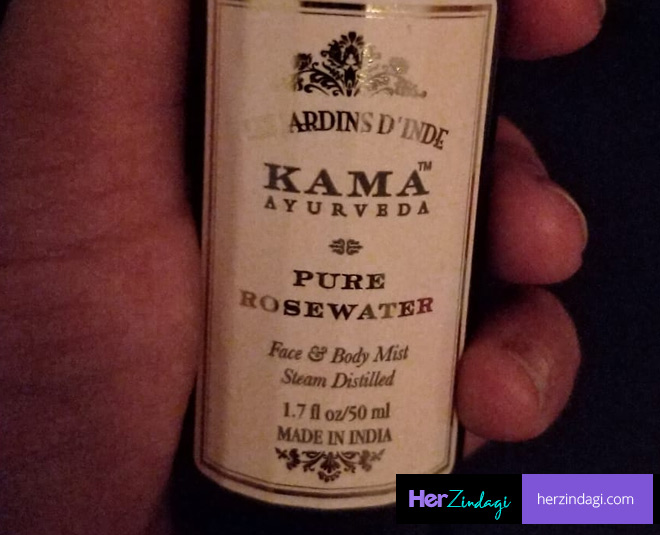 ARDINS D'INDE
KAMA™
AYURVEDA
PURE
ROSEWATER
Face & Body Mist
Steam Distilled
1.7 fl oz/50 ml
MADE IN INDIA
HerZindagi
herzindagi.com